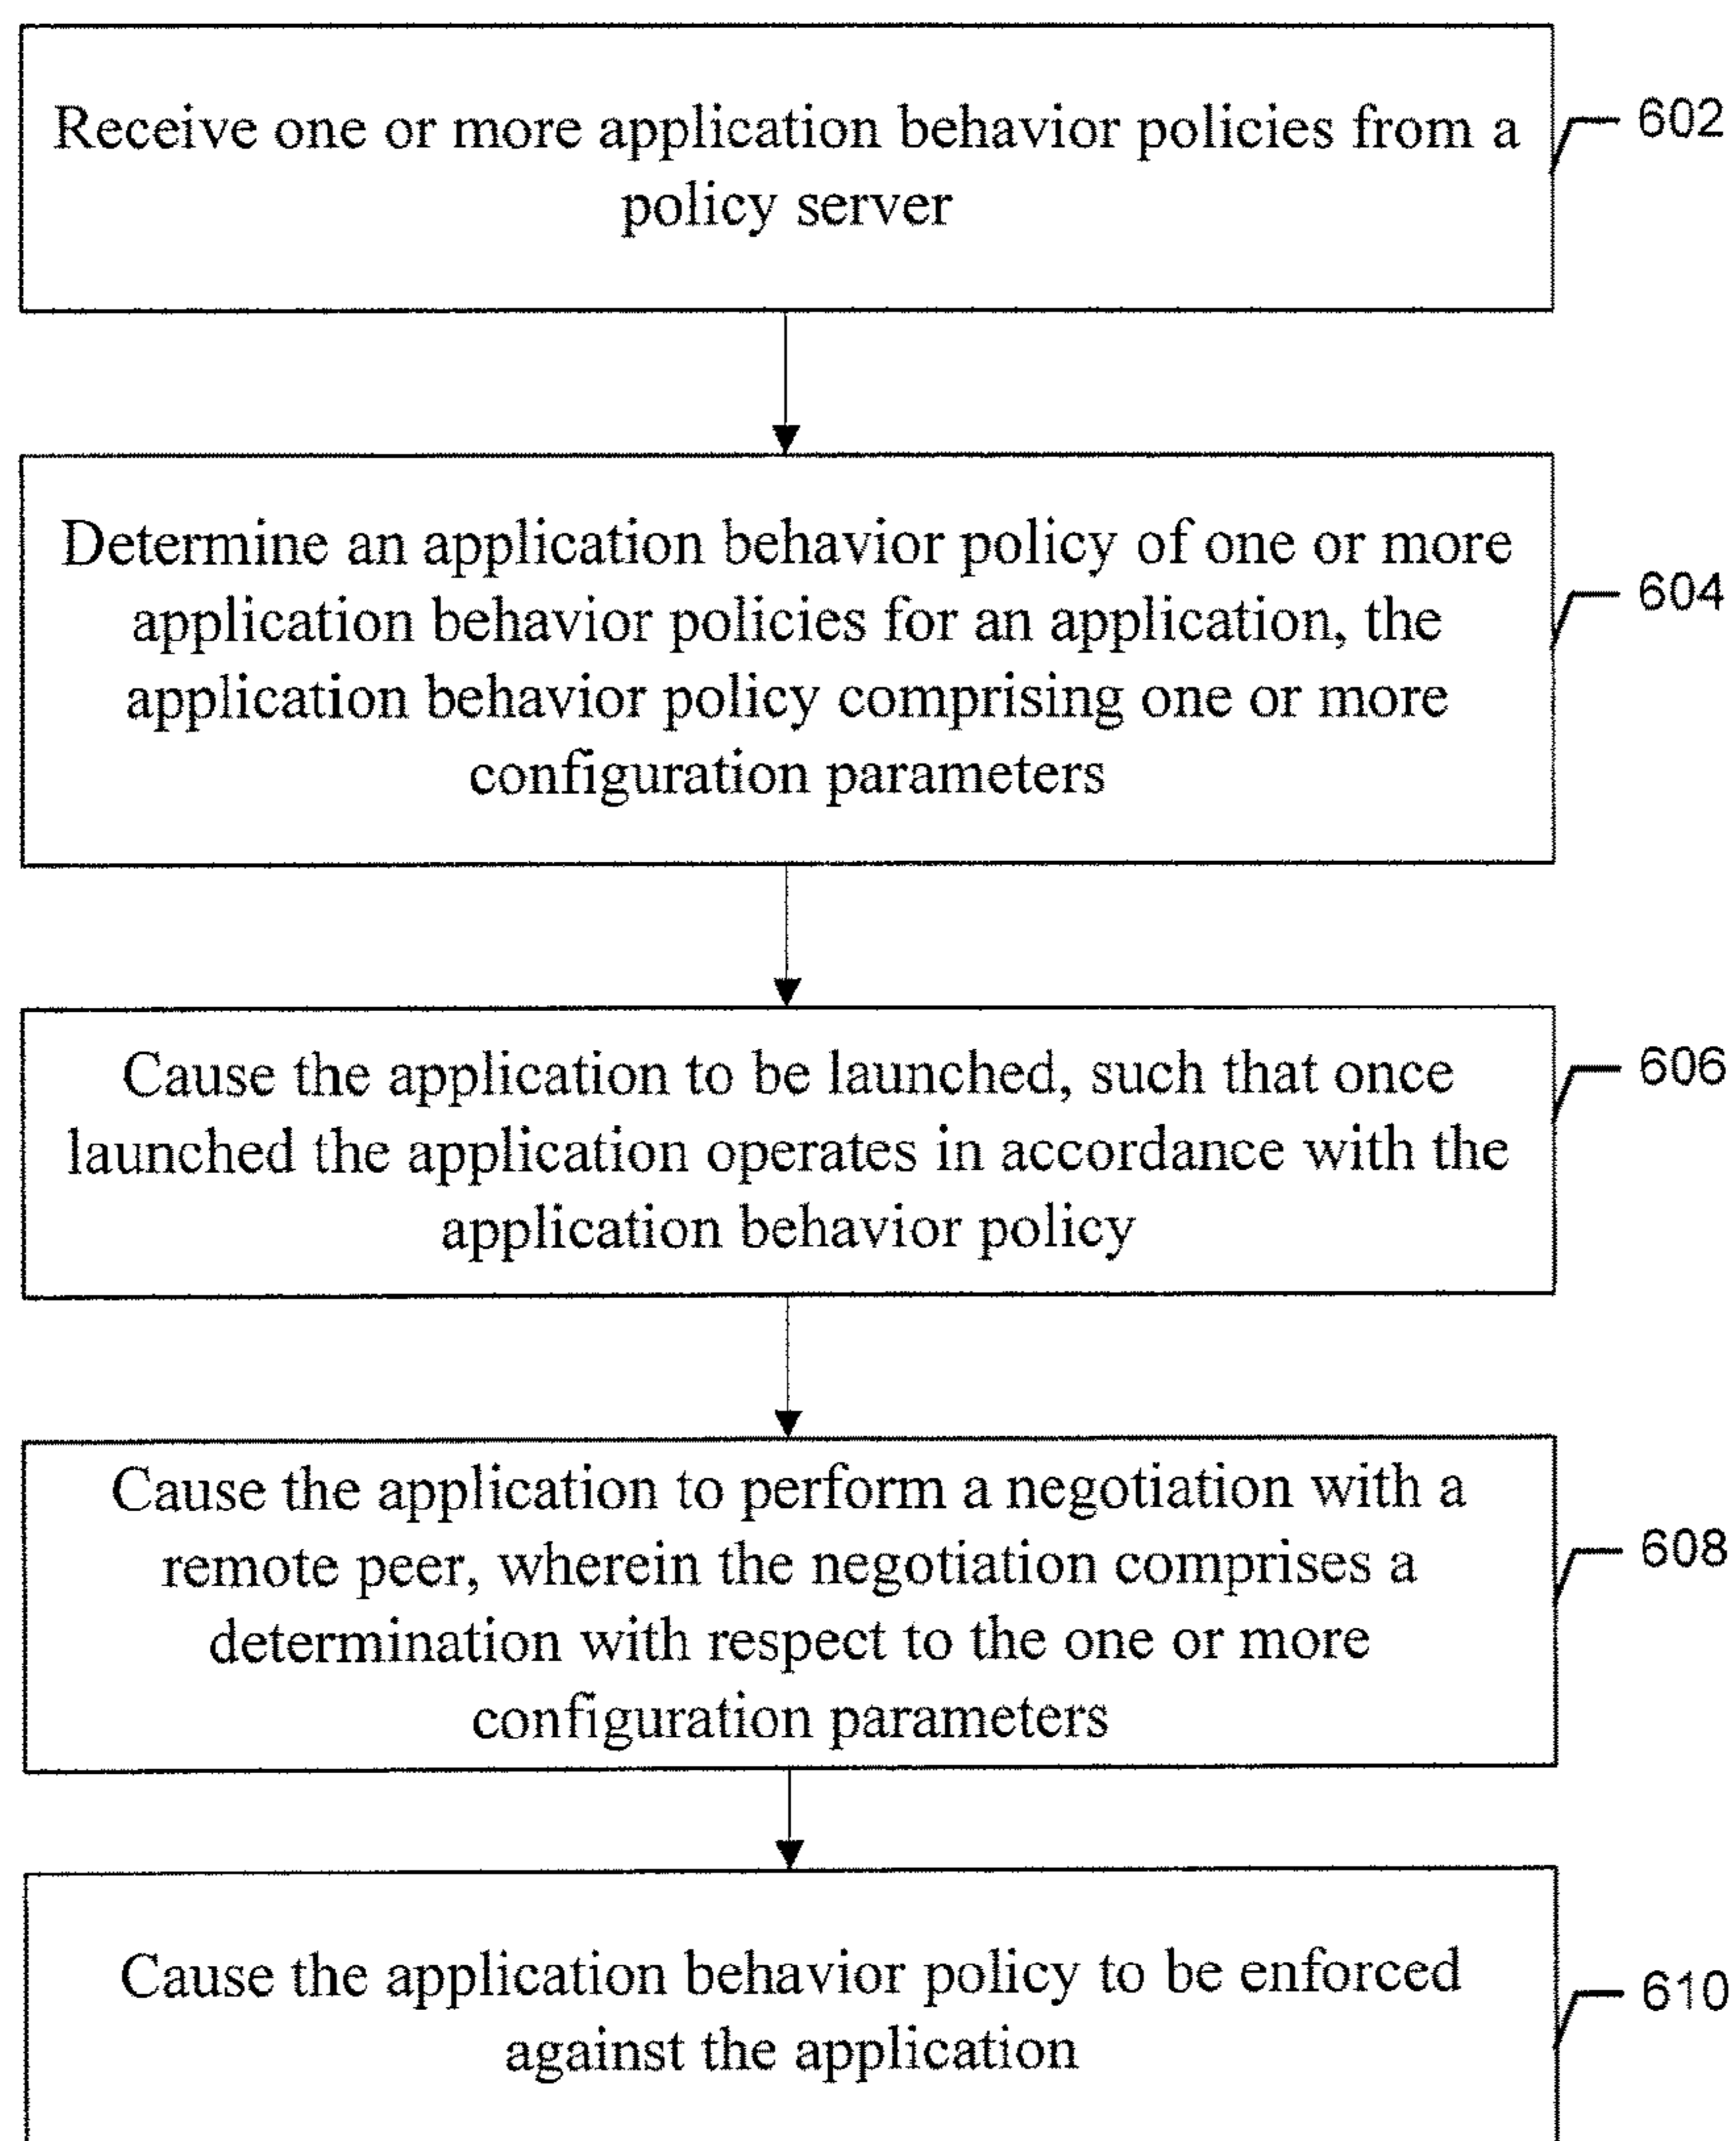 Receive one or more application behavior policies from a
policy server
602
Determine an application behavior policy of one or more
application behavior policies for an application, the
application behavior policy comprising one or more
configuration parameters
604
Cause the application to be launched, such that once
launched the application operates in accordance with the
application behavior policy
606
Cause the application to perform a negotiation with a
remote peer, wherein the negotiation comprises a
determination with respect to the one or more
configuration parameters
608
Cause the application behavior policy to be enforced
against the application
610